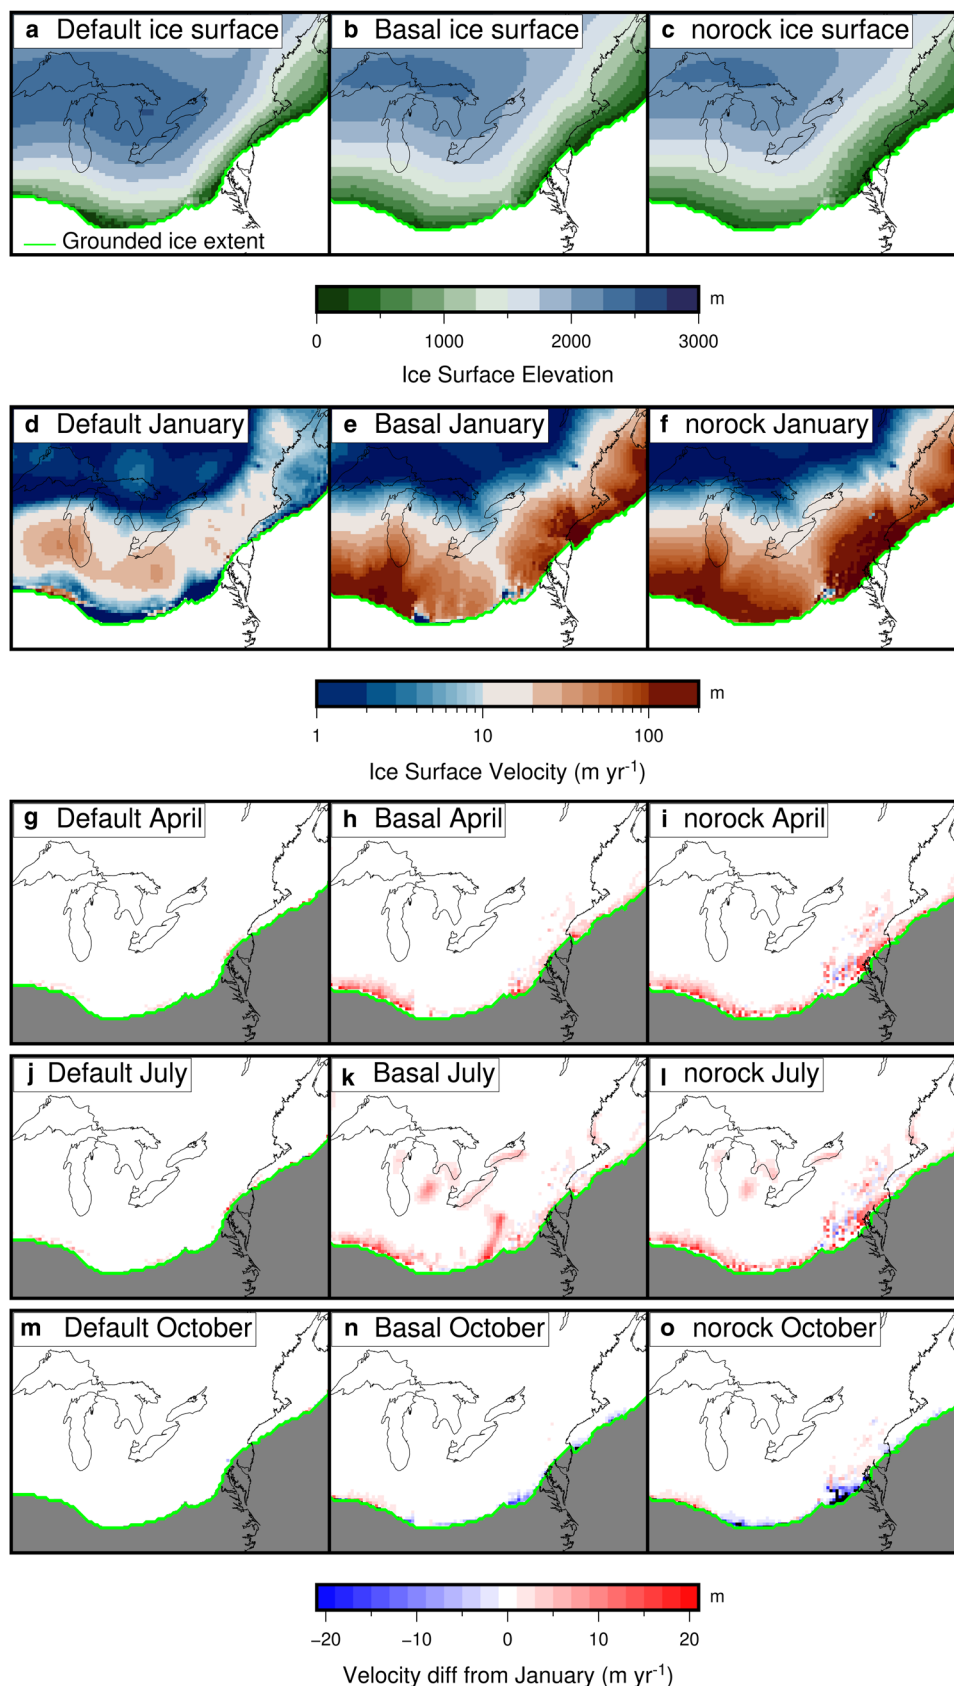 a Default ice surface
b Basal ice surface
c norock ice surface
Grounded ice extent
m
0 1000 2000 3000
Ice Surface Elevation
d Default January
e Basal January
f norock January
m
1 10 100
Ice Surface Velocity (m yr⁻¹)
g Default April
h Basal April
i norock April
j Default July
k Basal July
l norock July
m Default October
n Basal October
o norock October
m
−20 −10 0 10 20
Velocity diff from January (m yr⁻¹)